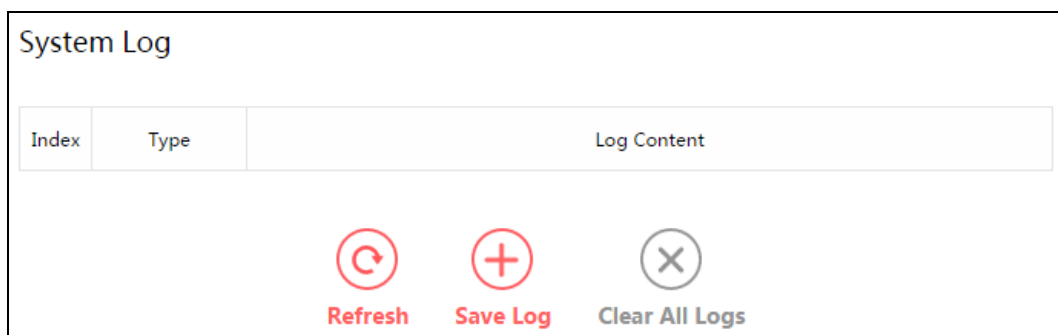 System Log
Index Type Log Content
Refresh Save Log Clear All Logs